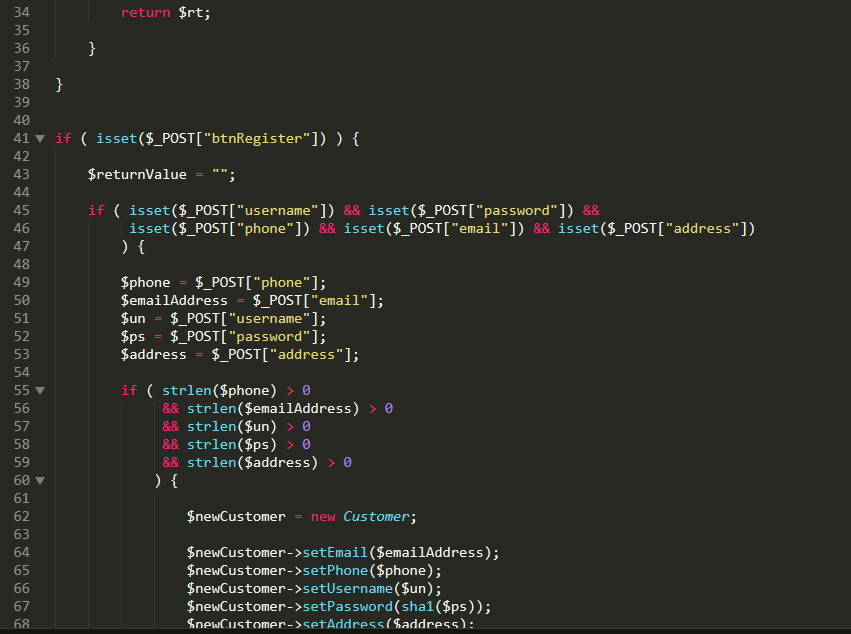 34 return $rt;
35
36 }
37
38 }
39
40
41 if ( isset($_POST["btnRegister"]) ) {
42
43 $returnValue = "";
44
45 if ( isset($_POST["username"]) && isset($_POST["password"]) &&
46 isset($_POST["phone"]) && isset($_POST["email"]) && isset($_POST["address"])
47 ) {
48
49 $phone = $_POST["phone"];
50 $emailAddress = $_POST["email"];
51 $un = $_POST["username"];
52 $ps = $_POST["password"];
53 $address = $_POST["address"];
54
55 if ( strlen($phone) > 0
56 && strlen($emailAddress) > 0
57 && strlen($un) > 0
58 && strlen($ps) > 0
59 && strlen($address) > 0
60 ) {
61
62 $newCustomer = new Customer;
63
64 $newCustomer->setEmail($emailAddress);
65 $newCustomer->setPhone($phone);
66 $newCustomer->setUsername($un);
67 $newCustomer->setPassword(sha1($ps));
68 $newCustomer->setAddress($address);